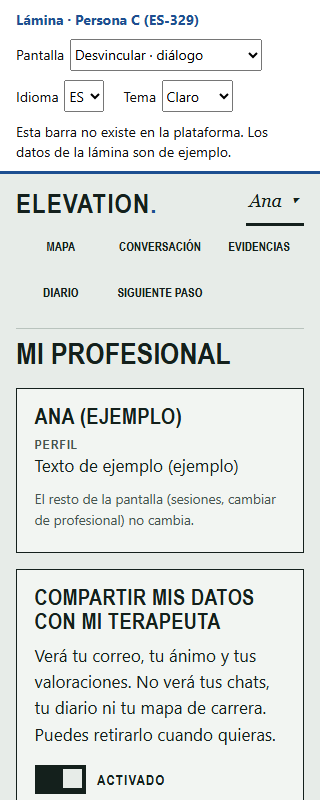 Lámina · Persona C (ES-329)
Pantalla Desvincular · diálogo
Idioma ES Tema Claro
Esta barra no existe en la plataforma. Los
datos de la lámina son de ejemplo.
ELEVATION. Ana
MAPA CONVERSACIÓN EVIDENCIAS
DIARIO SIGUIENTE PASO
MI PROFESIONAL
ANA (EJEMPLO)
PERFIL
Texto de ejemplo (ejemplo)
El resto de la pantalla (sesiones, cambiar
de profesional) no cambia.
COMPARTIR MIS DATOS
CON MI TERAPEUTA
Verá tu correo, tu ánimo y tus
valoraciones. No verá tus chats,
tu diario ni tu mapa de carrera.
Puedes retirarlo cuando quieras.
ACTIVADO